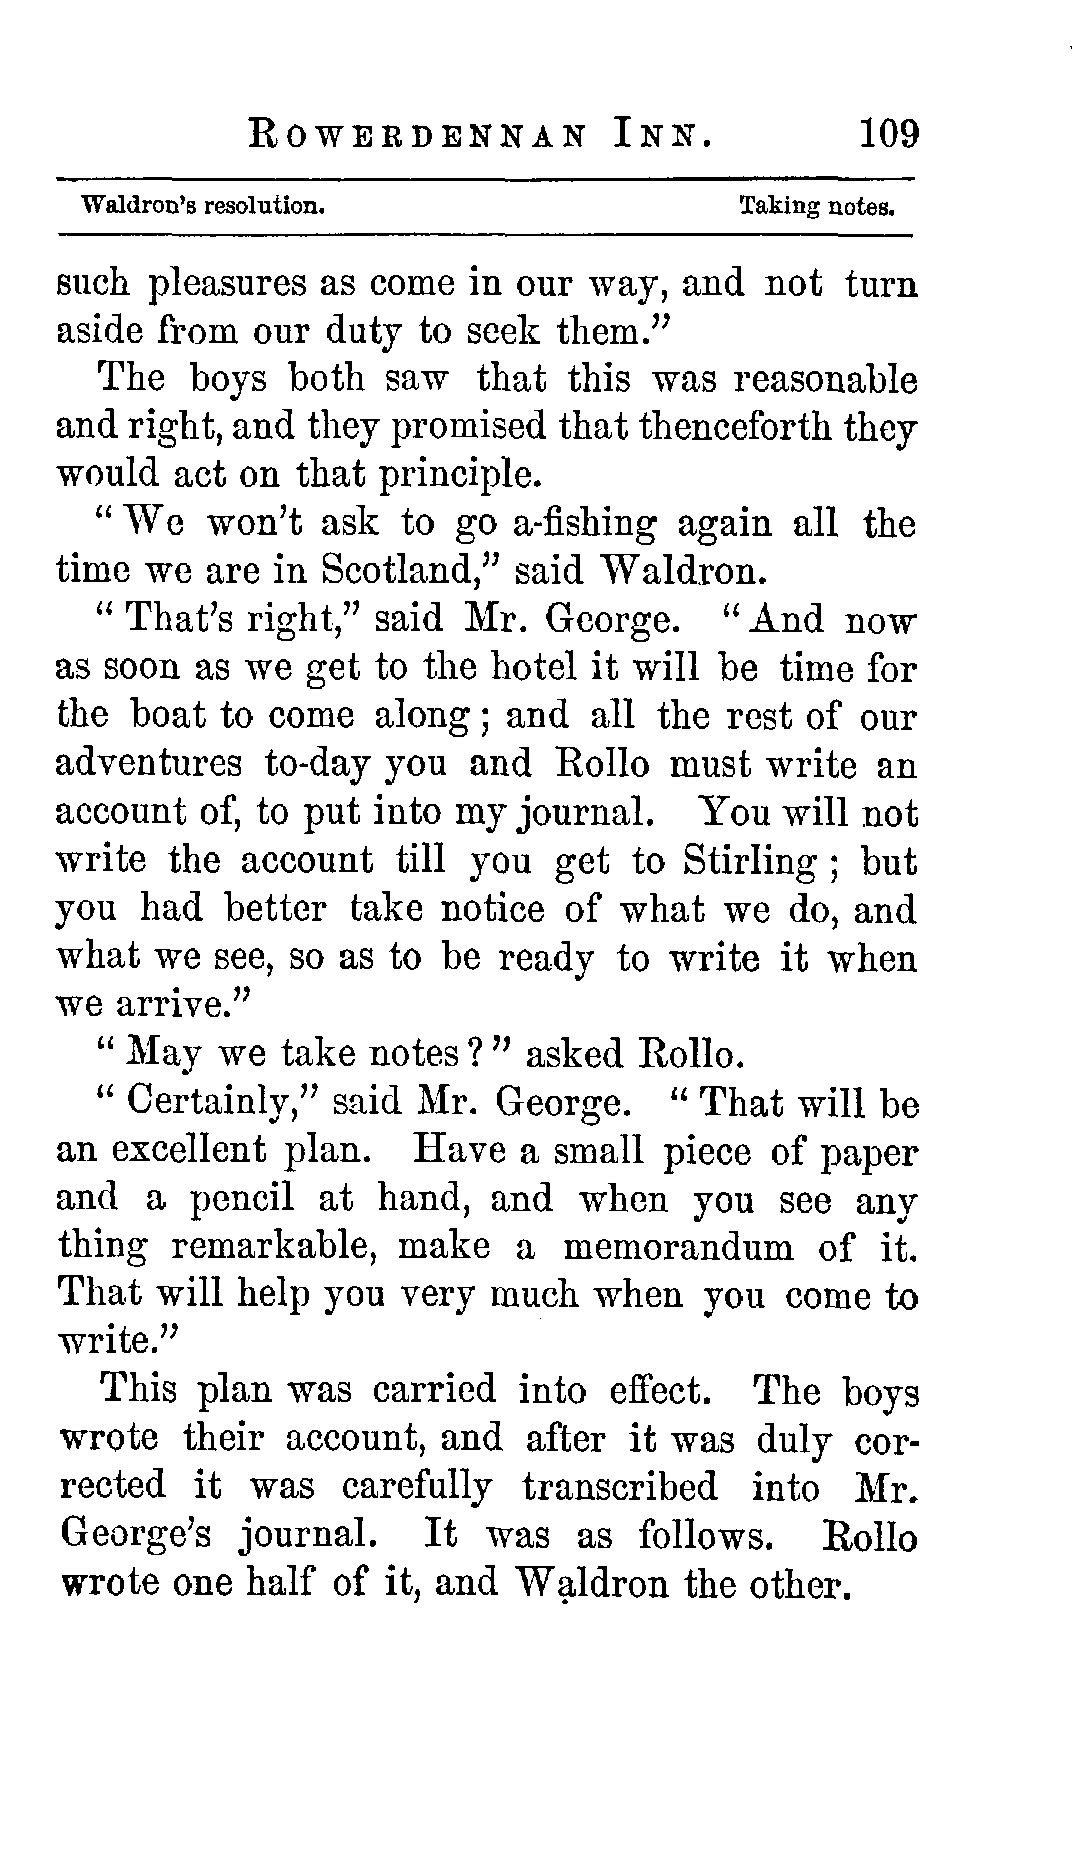 Rowerdennan Inn. 109
Waldron's resolution. Taking notes.
such pleasures as come in our way, and not turn
aside from our duty to seek them.”
The boys both saw that this was reasonable
and right, and they promised that thenceforth they
would act on that principle.
“ We won't ask to go a-fishing again all the
time we are in Scotland,” said Waldron.
“ That's right,” said Mr. George. “ And now
as soon as we get to the hotel it will be time for
the boat to come along ; and all the rest of our
adventures to-day you and Rollo must write an
account of, to put into my journal. You will not
write the account till you get to Stirling ; but
you had better take notice of what we do, and
what we see, so as to be ready to write it when
we arrive.”
“ May we take notes ? ” asked Rollo.
“ Certainly,” said Mr. George. “ That will be
an excellent plan. Have a small piece of paper
and a pencil at hand, and when you see any
thing remarkable, make a memorandum of it.
That will help you very much when you come to
write.”
This plan was carried into effect. The boys
wrote their account, and after it was duly cor-
rected it was carefully transcribed into Mr.
George's journal. It was as follows. Rollo
wrote one half of it, and Waldron the other.